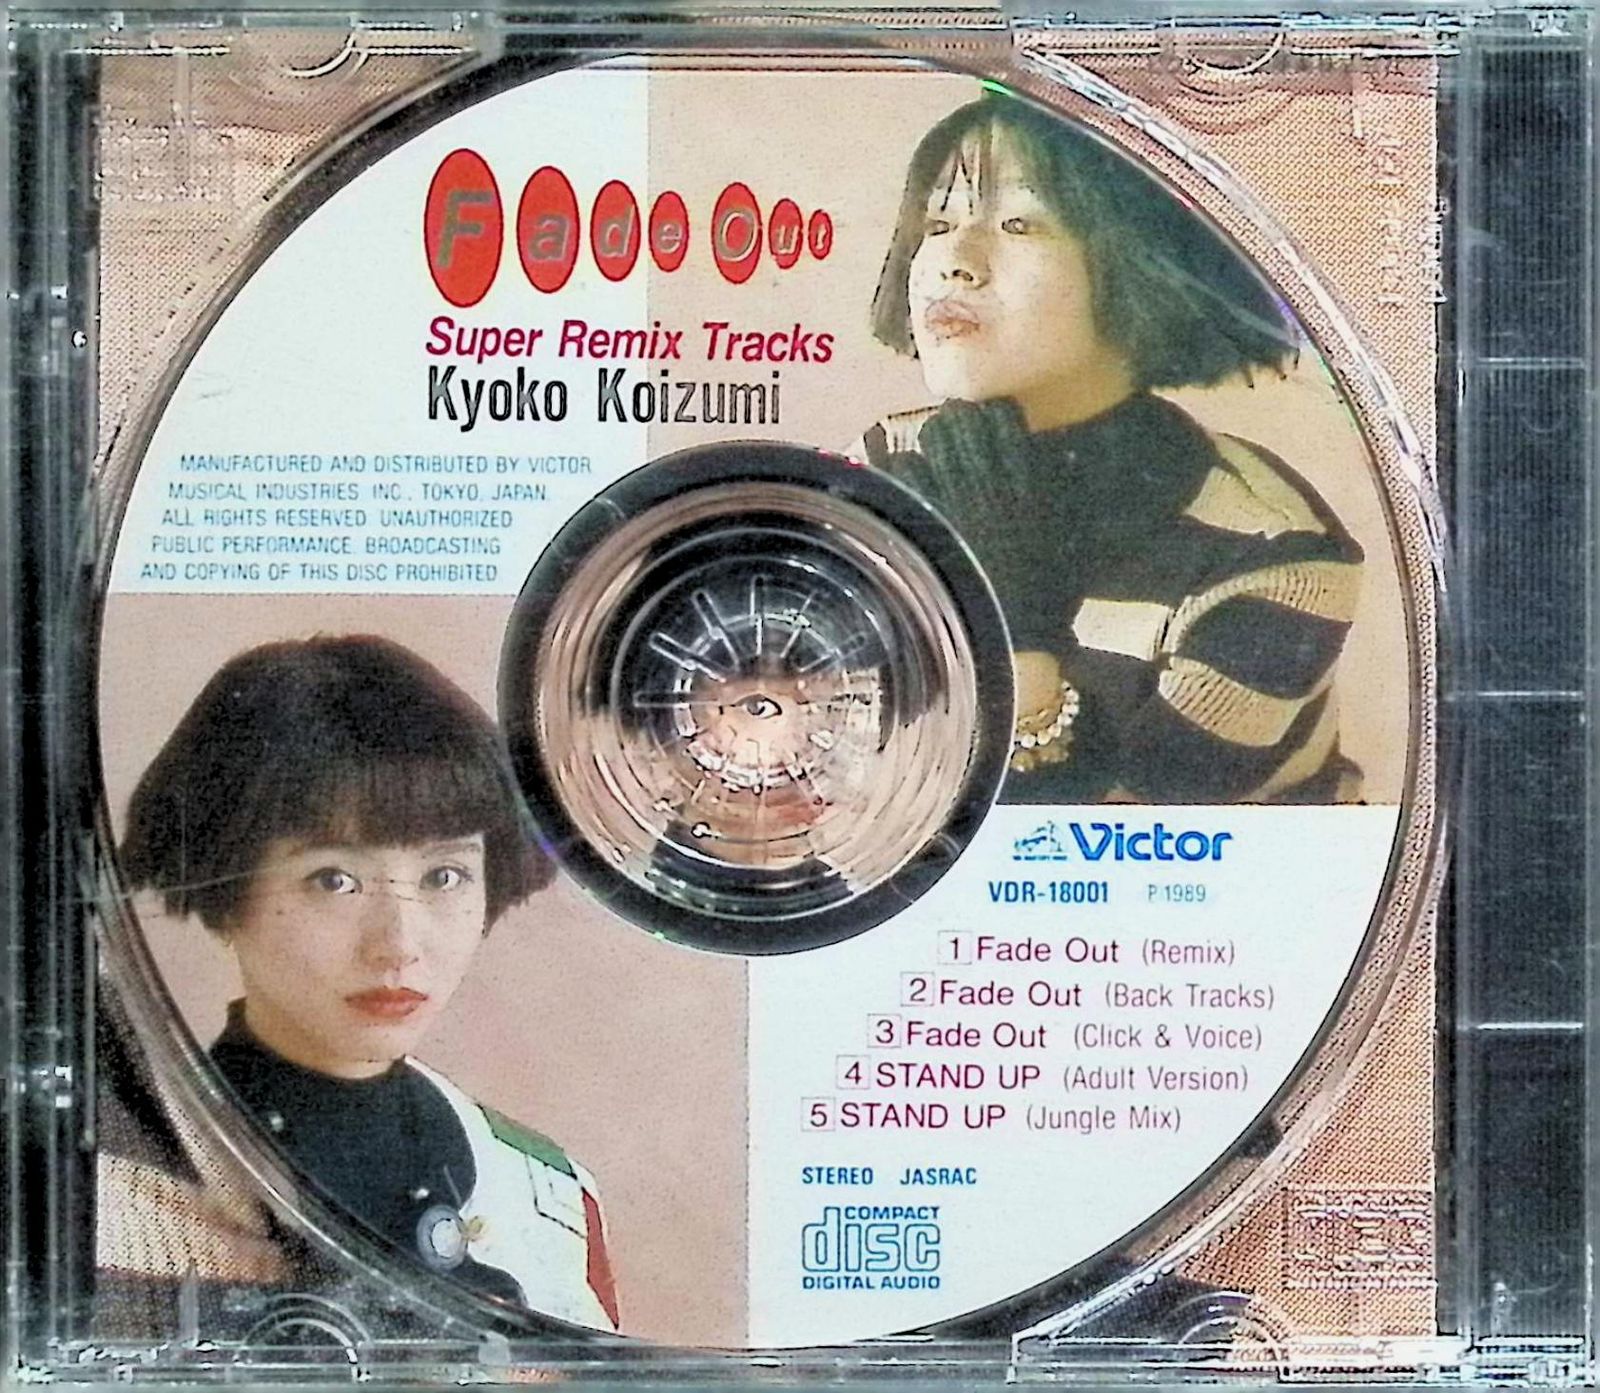 Fade Out
Super Remix Tracks
Kyoko Koizumi
MANUFACTURED AND DISTRIBUTED BY VICTOR
MUSICAL INDUSTRIES, INC., TOKYO, JAPAN.
ALL RIGHTS RESERVED. UNAUTHORIZED
PUBLIC PERFORMANCE, BROADCASTING
AND COPYING OF THIS DISC PROHIBITED
Victor
VDR-18001 P 1989
1 Fade Out (Remix)
2 Fade Out (Back Tracks)
3 Fade Out (Click & Voice)
4 STAND UP (Adult Version)
5 STAND UP (Jungle Mix)
STEREO JASRAC
COMPACT
disc
DIGITAL AUDIO